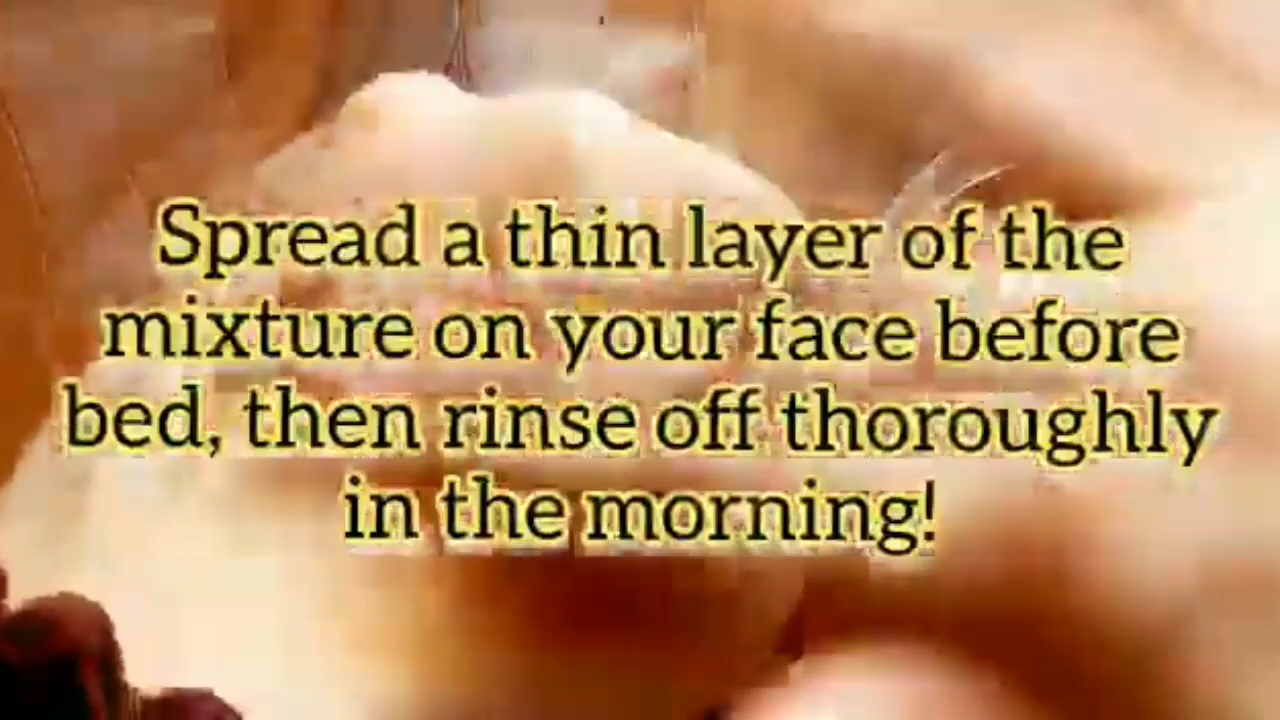 Spread a thin layer of the
mixture on your face before
bed, then rinse off thoroughly
in the morning!